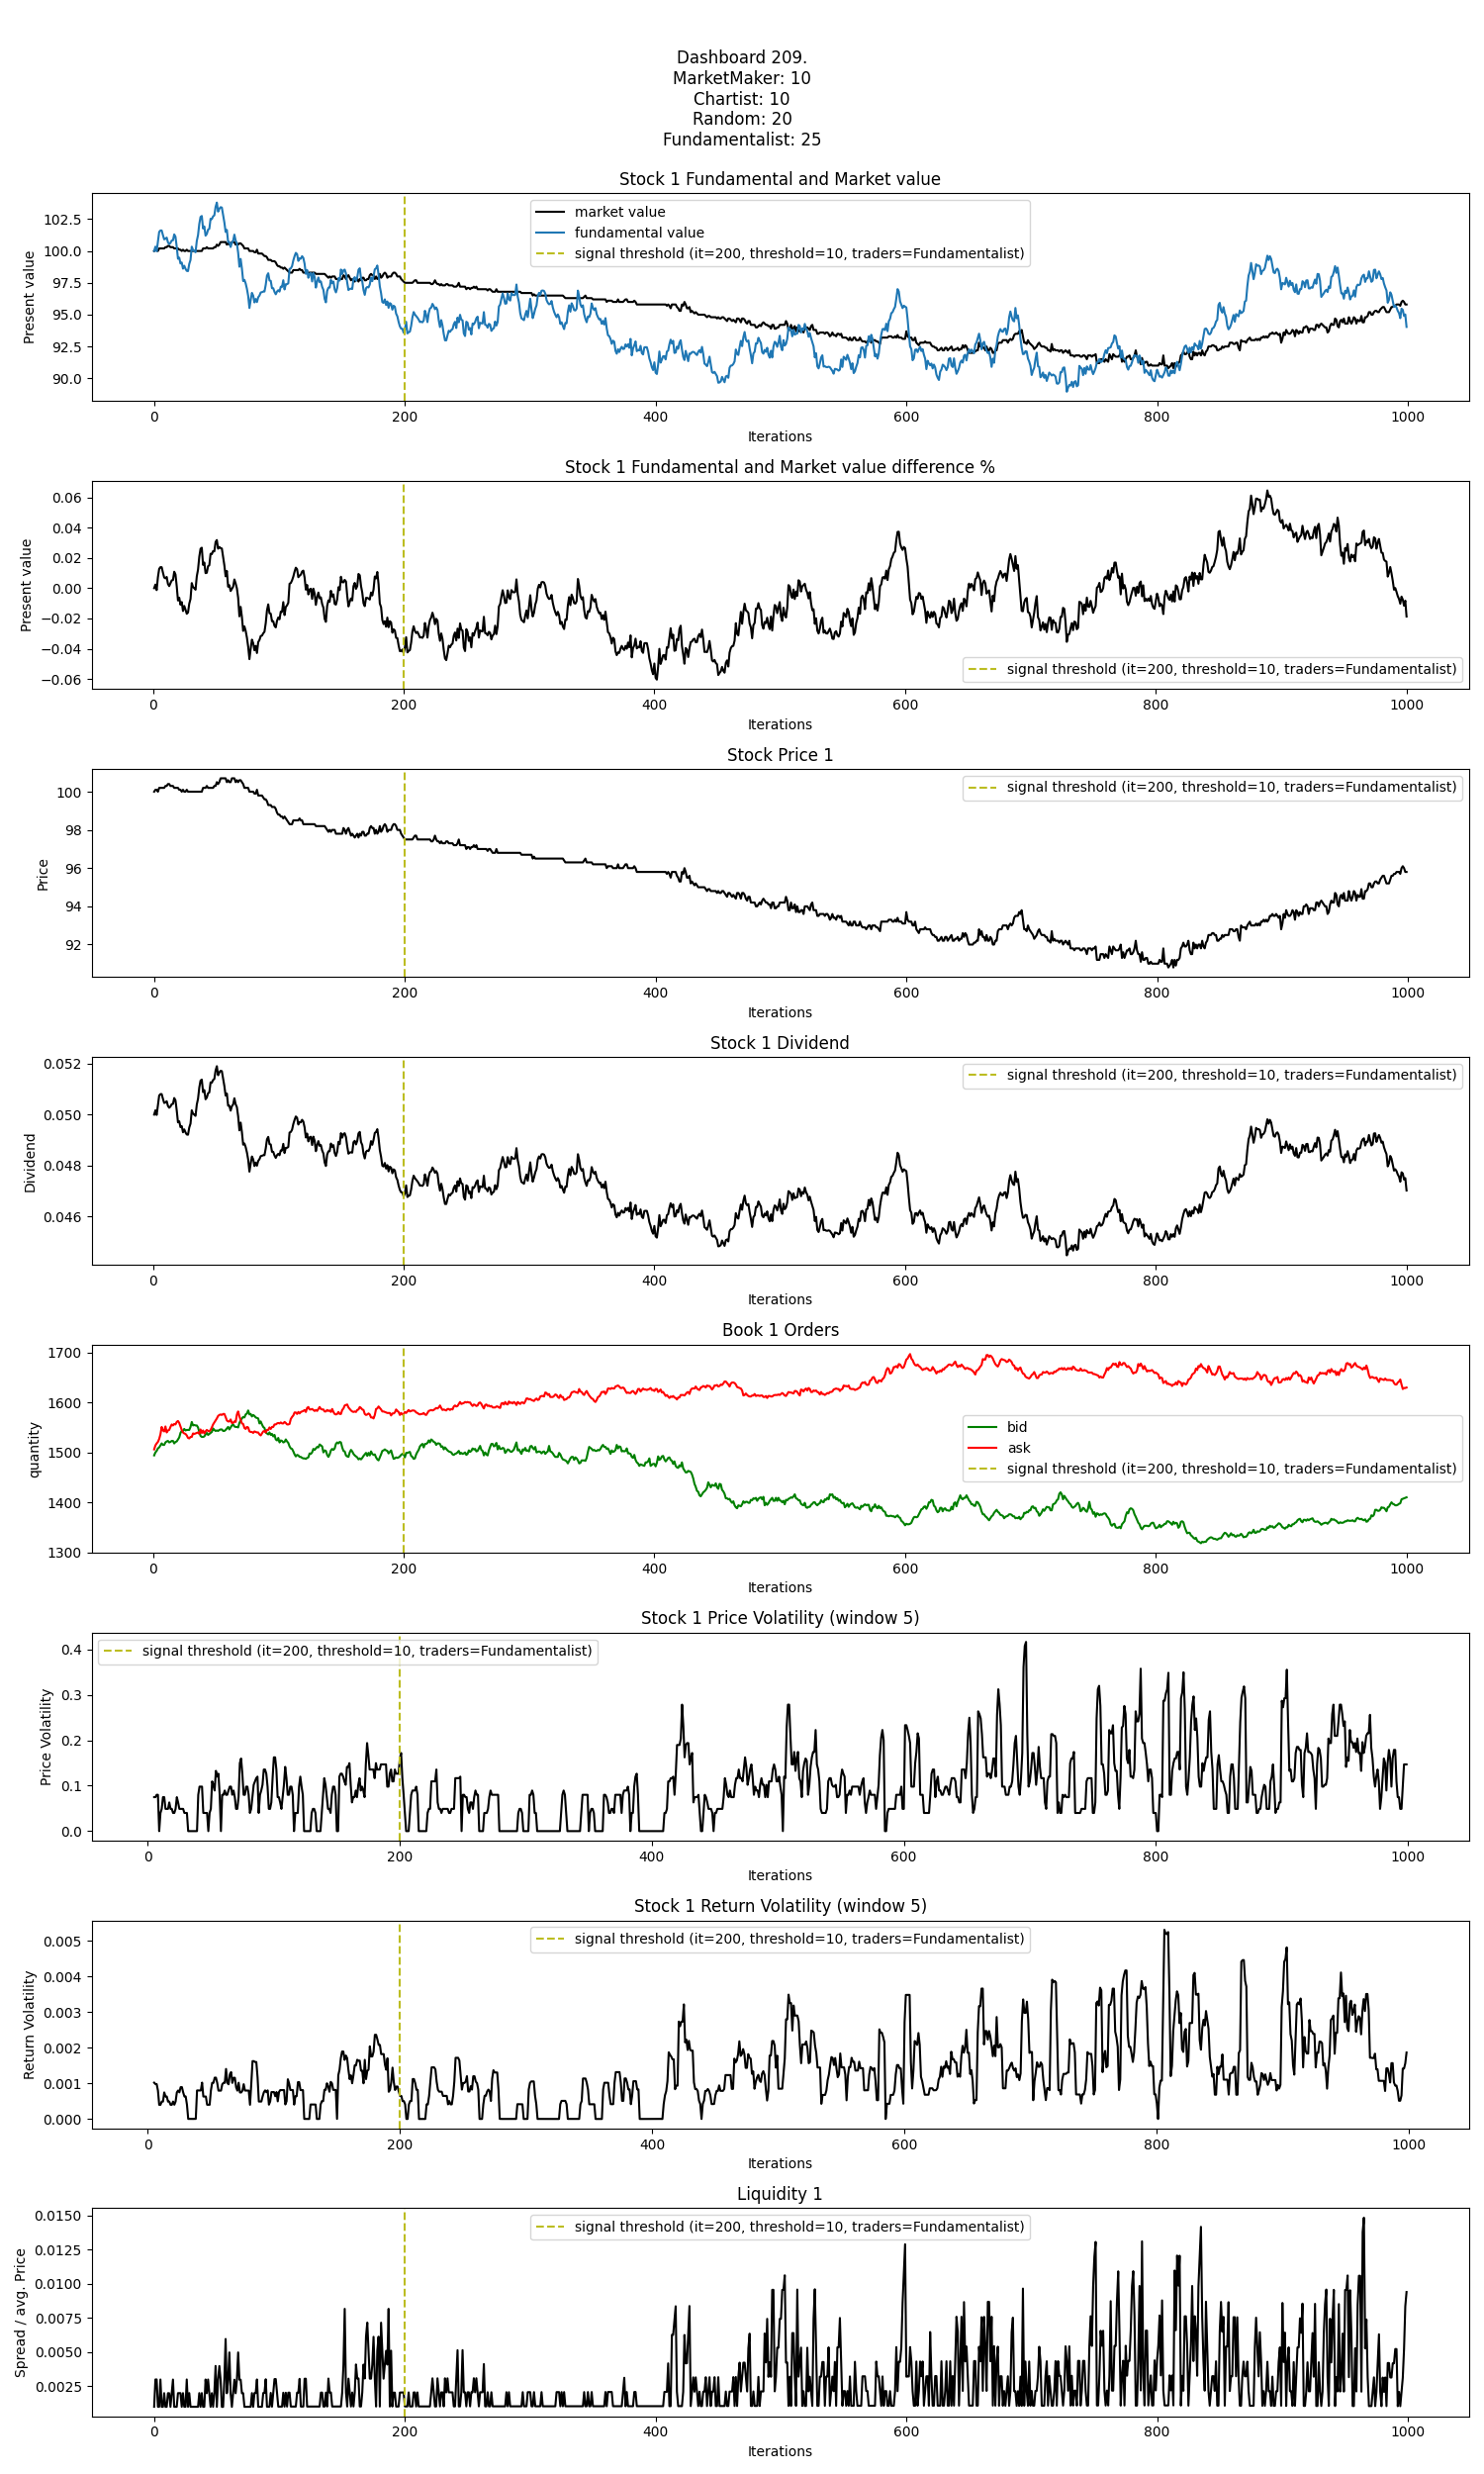 Dashboard 209.
MarketMaker: 10
Chartist: 10
Random: 20
Fundamentalist: 25
Stock 1 Fundamental and Market value
Present value
102.5
100.0
97.5
95.0
92.5
90.0
market value
fundamental value
signal threshold (it=200, threshold=10, traders=Fundamentalist)
0 200 400 600 800 1000
Iterations
Stock 1 Fundamental and Market value difference %
Present value
0.06
0.04
0.02
0.00
−0.02
−0.04
−0.06
signal threshold (it=200, threshold=10, traders=Fundamentalist)
0 200 400 600 800 1000
Iterations
Stock Price 1
Price
100
98
96
94
92
signal threshold (it=200, threshold=10, traders=Fundamentalist)
0 200 400 600 800 1000
Iterations
Stock 1 Dividend
Dividend
0.052
0.050
0.048
0.046
signal threshold (it=200, threshold=10, traders=Fundamentalist)
0 200 400 600 800 1000
Iterations
Book 1 Orders
quantity
1700
1600
1500
1400
1300
bid
ask
signal threshold (it=200, threshold=10, traders=Fundamentalist)
0 200 400 600 800 1000
Iterations
Stock 1 Price Volatility (window 5)
Price Volatility
0.4
0.3
0.2
0.1
0.0
signal threshold (it=200, threshold=10, traders=Fundamentalist)
0 200 400 600 800 1000
Iterations
Stock 1 Return Volatility (window 5)
Return Volatility
0.005
0.004
0.003
0.002
0.001
0.000
signal threshold (it=200, threshold=10, traders=Fundamentalist)
0 200 400 600 800 1000
Iterations
Liquidity 1
Spread / avg. Price
0.0150
0.0125
0.0100
0.0075
0.0050
0.0025
signal threshold (it=200, threshold=10, traders=Fundamentalist)
0 200 400 600 800 1000
Iterations